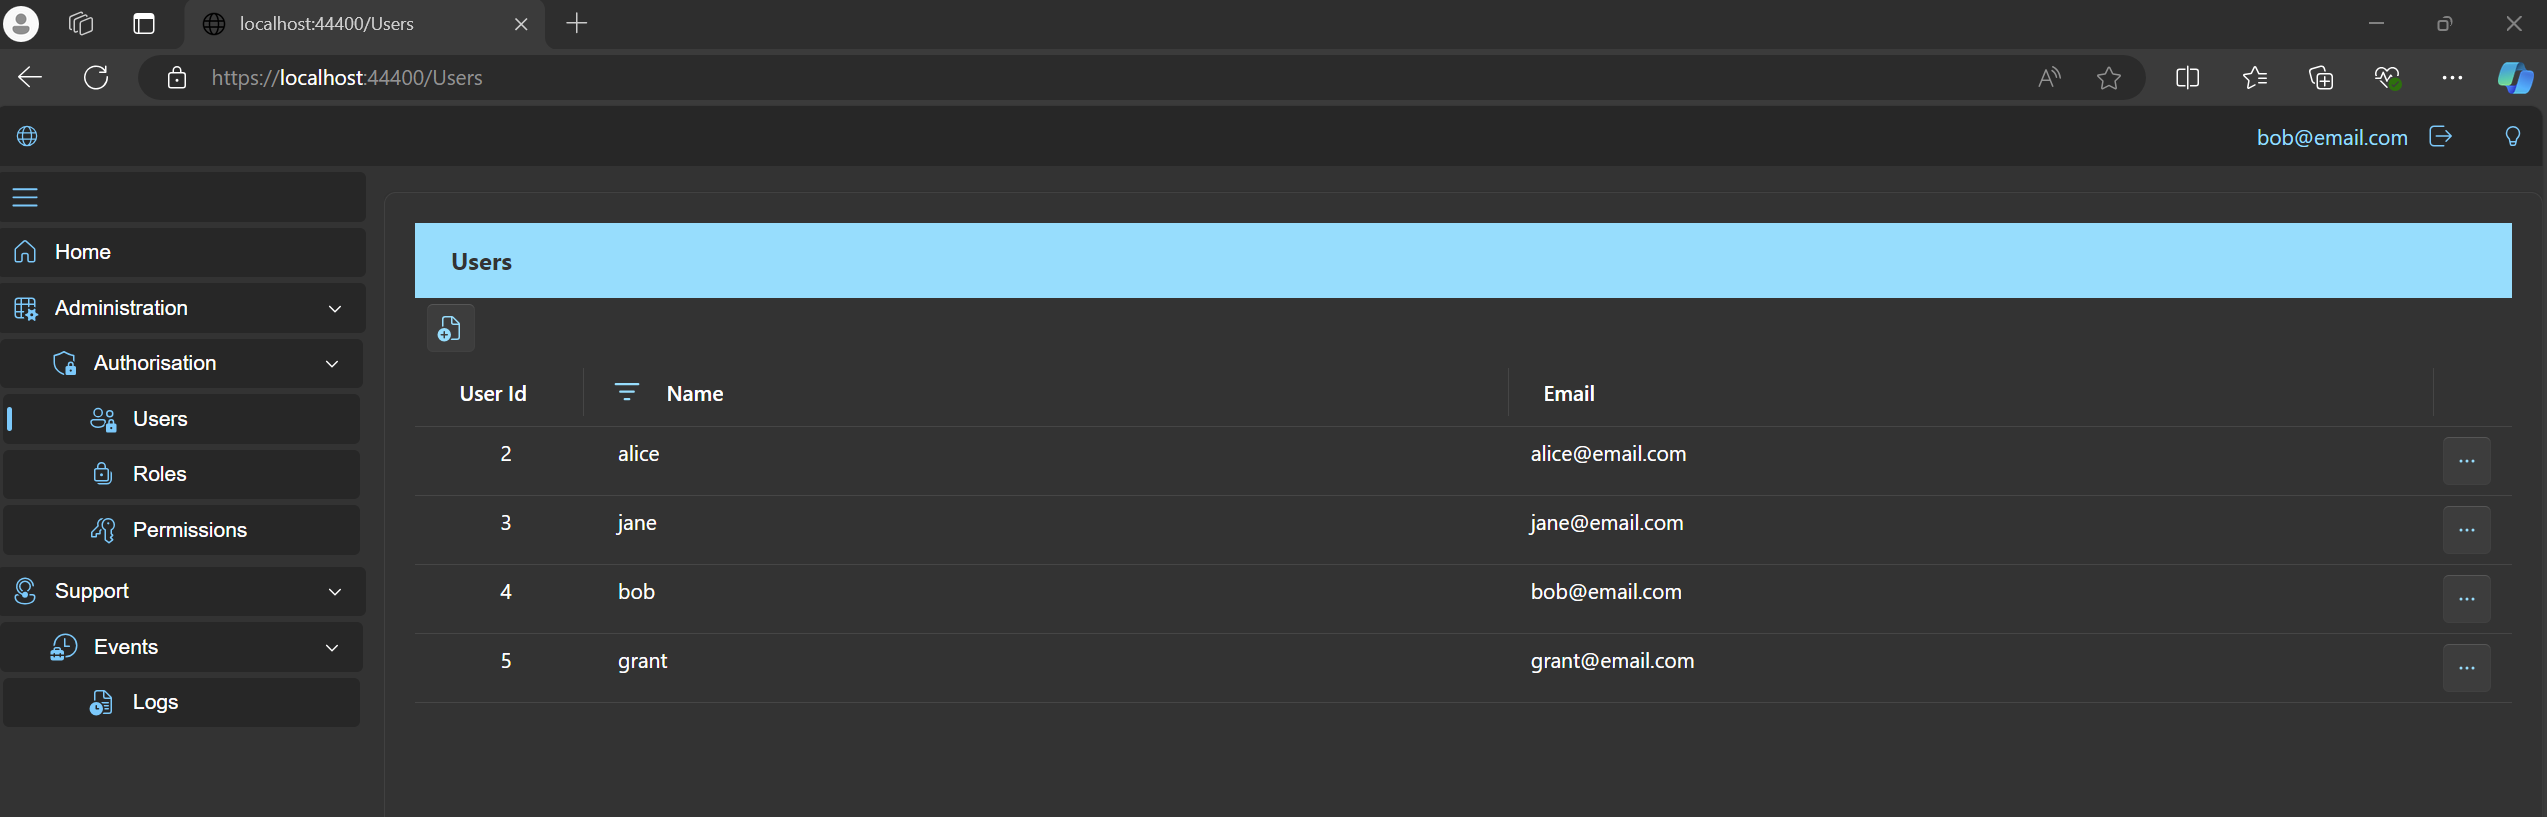 localhost:44400/Users
https://localhost:44400/Users
bob@email.com
Home
Administration
Authorisation
Users
Roles
Permissions
Support
Events
Logs
Users
User Id Name Email
2 alice alice@email.com
3 jane jane@email.com
4 bob bob@email.com
5 grant grant@email.com